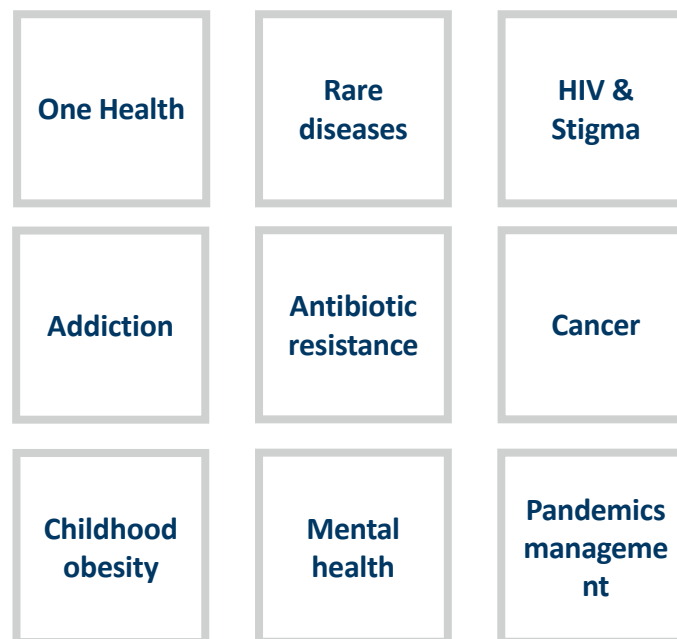 One Health
Rare
diseases
HIV &
Stigma
Addiction
Antibiotic
resistance
Cancer
Childhood
obesity
Mental
health
Pandemics
manageme
nt